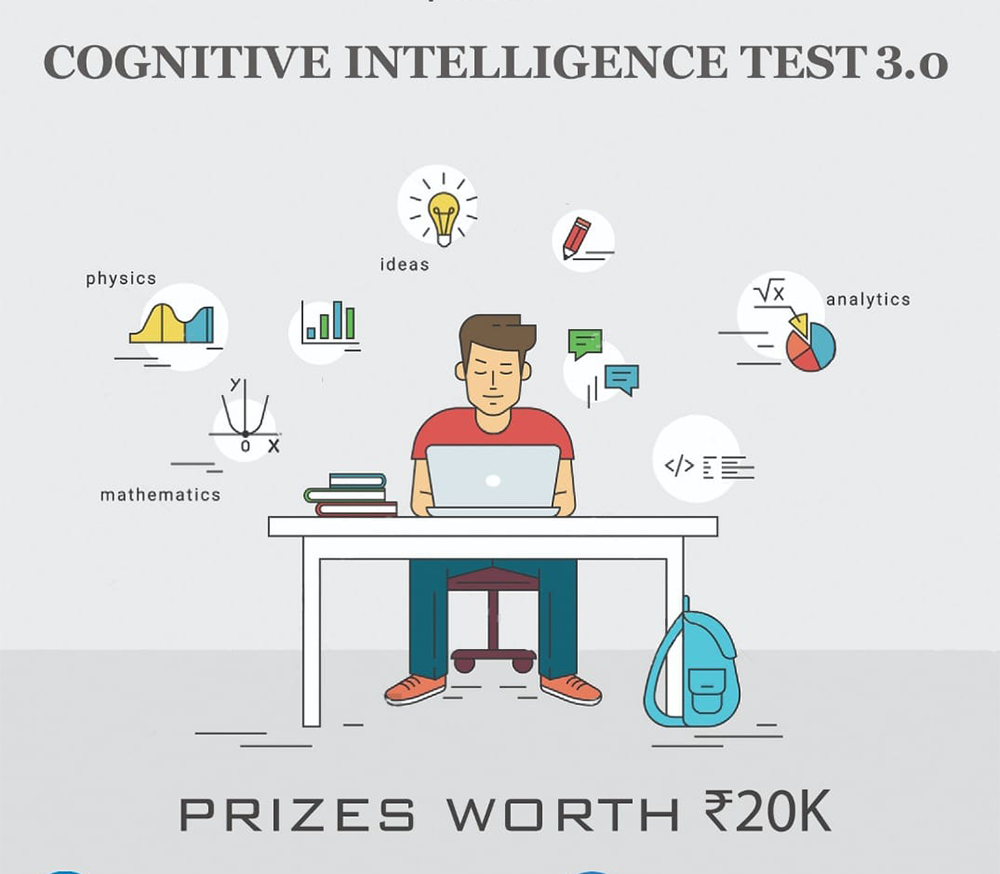 COGNITIVE INTELLIGENCE TEST 3.0
ideas
physics
analytics
√x
y
0 X
</>
mathematics
PRIZES WORTH ₹20K